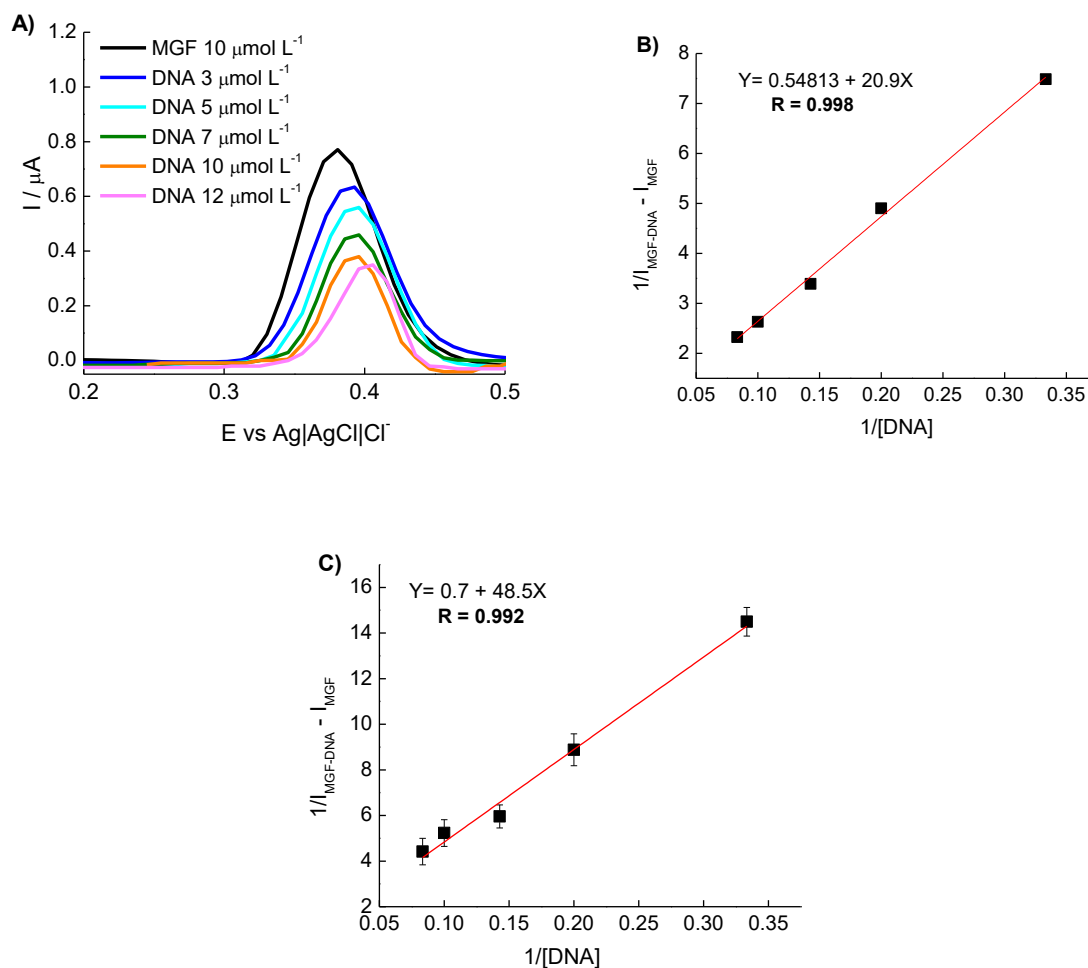 A)
1.2
1.0
0.8
0.6
0.4
0.2
0.0
I / µA
MGF 10 µmol L⁻¹
DNA 3 µmol L⁻¹
DNA 5 µmol L⁻¹
DNA 7 µmol L⁻¹
DNA 10 µmol L⁻¹
DNA 12 µmol L⁻¹
0.2 0.3 0.4 0.5
E vs Ag|AgCl|Cl⁻
B)
8
7
6
5
4
3
2
1/I_MGF-DNA - I_MGF
Y= 0.54813 + 20.9X
R = 0.998
0.05 0.10 0.15 0.20 0.25 0.30 0.35
1/[DNA]
C)
16
14
12
10
8
6
4
2
1/I_MGF-DNA - I_MGF
Y= 0.7 + 48.5X
R = 0.992
0.05 0.10 0.15 0.20 0.25 0.30 0.35
1/[DNA]